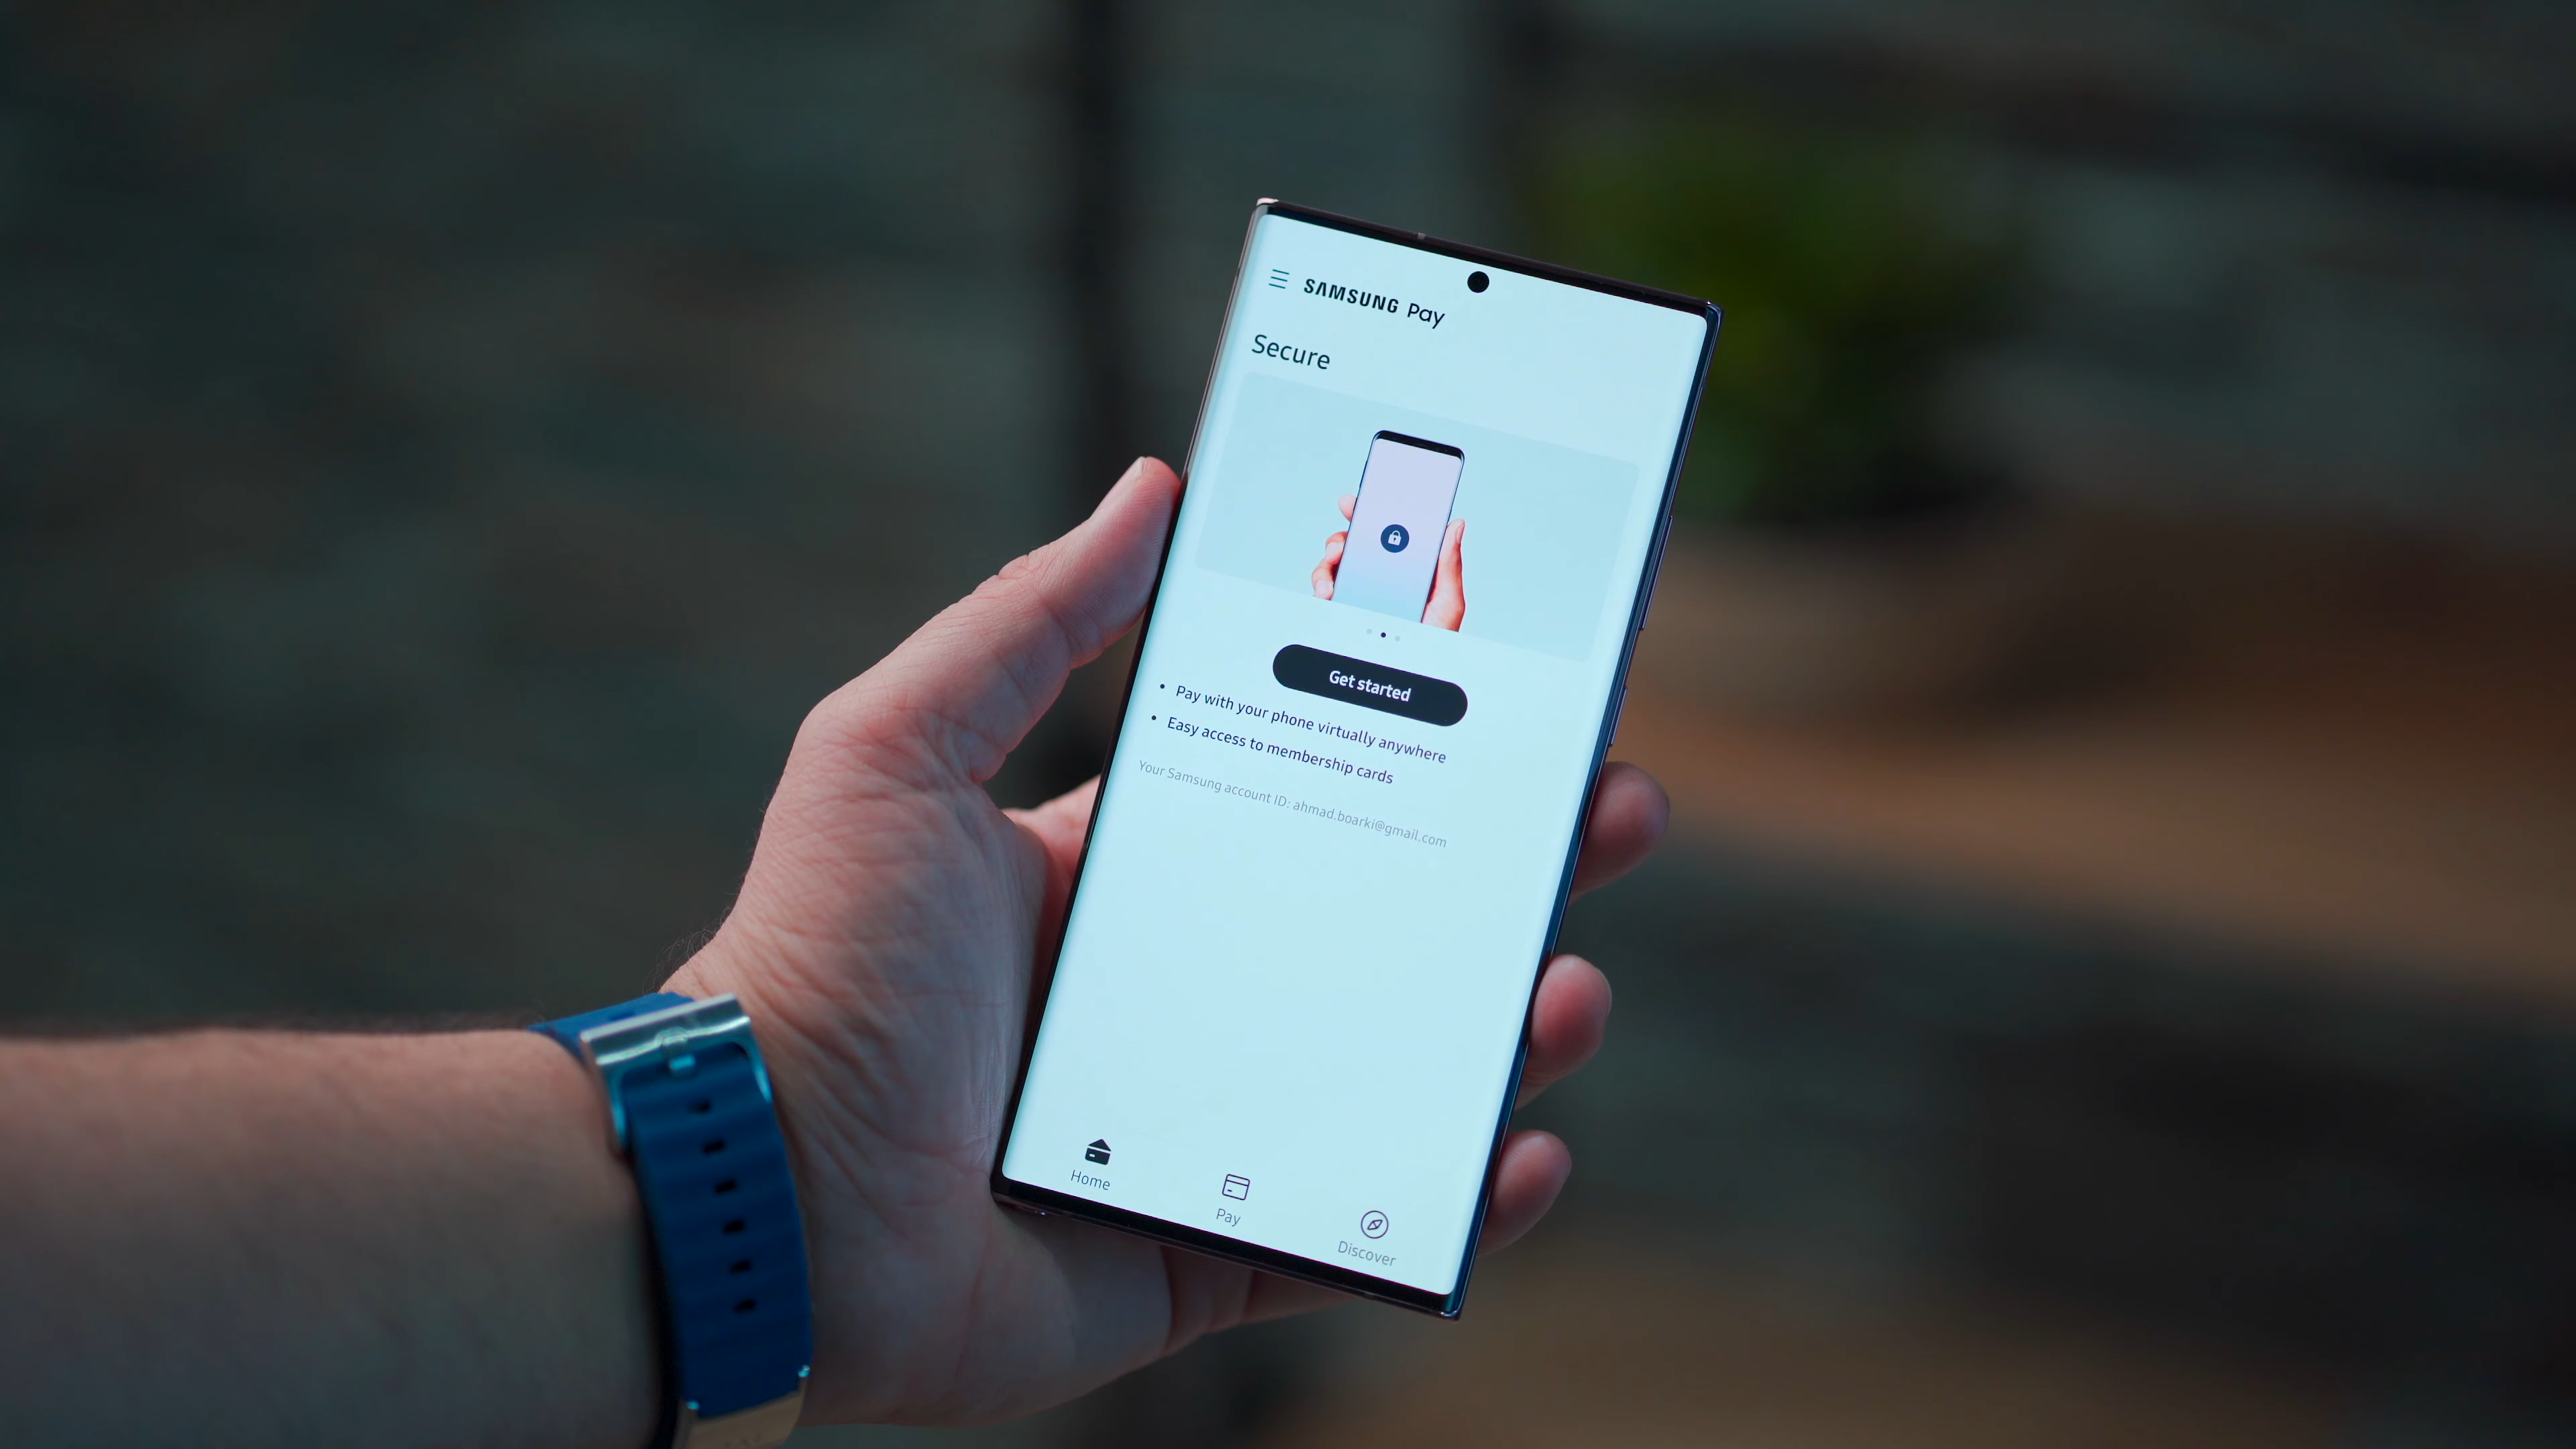 SAMSUNG Pay
Secure
Get started
• Pay with your phone virtually anywhere
• Easy access to membership cards
Your Samsung account ID: ahmad.boarki@gmail.com
Home
Pay
Discover